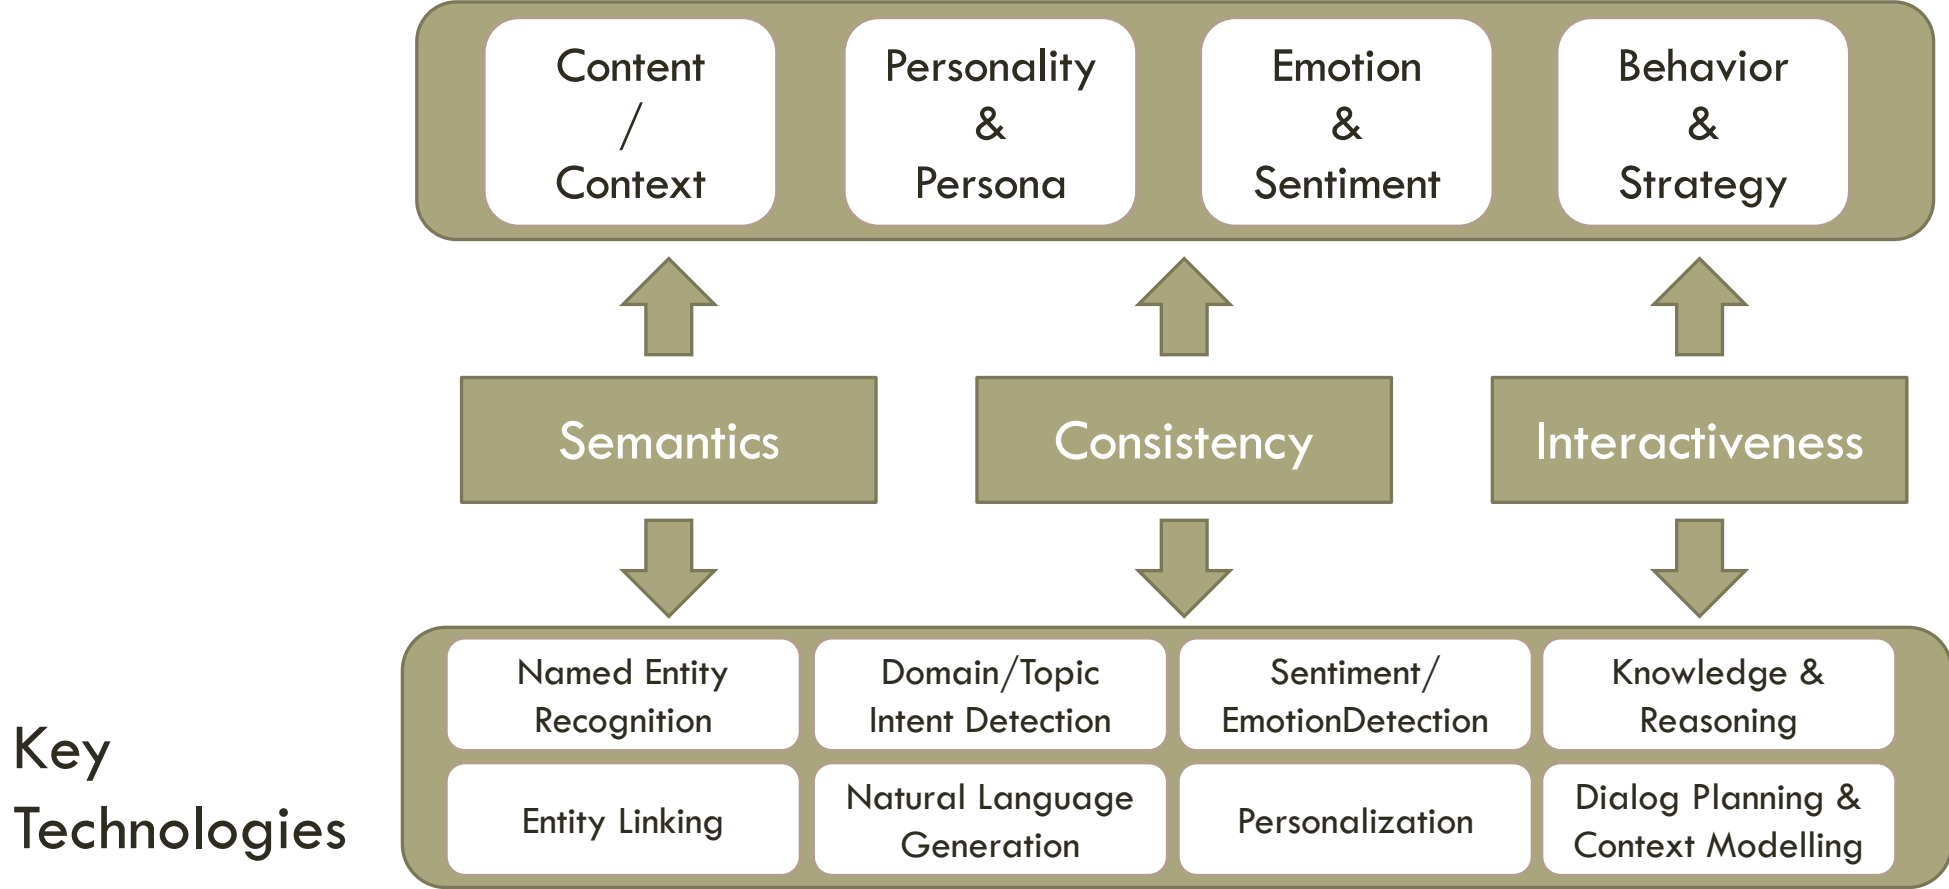 Content
/
Context
Personality
&
Persona
Emotion
&
Sentiment
Behavior
&
Strategy
Semantics
Consistency
Interactiveness
Key
Technologies
Named Entity
Recognition
Domain/Topic
Intent Detection
Sentiment/
EmotionDetection
Knowledge &
Reasoning
Entity Linking
Natural Language
Generation
Personalization
Dialog Planning &
Context Modelling